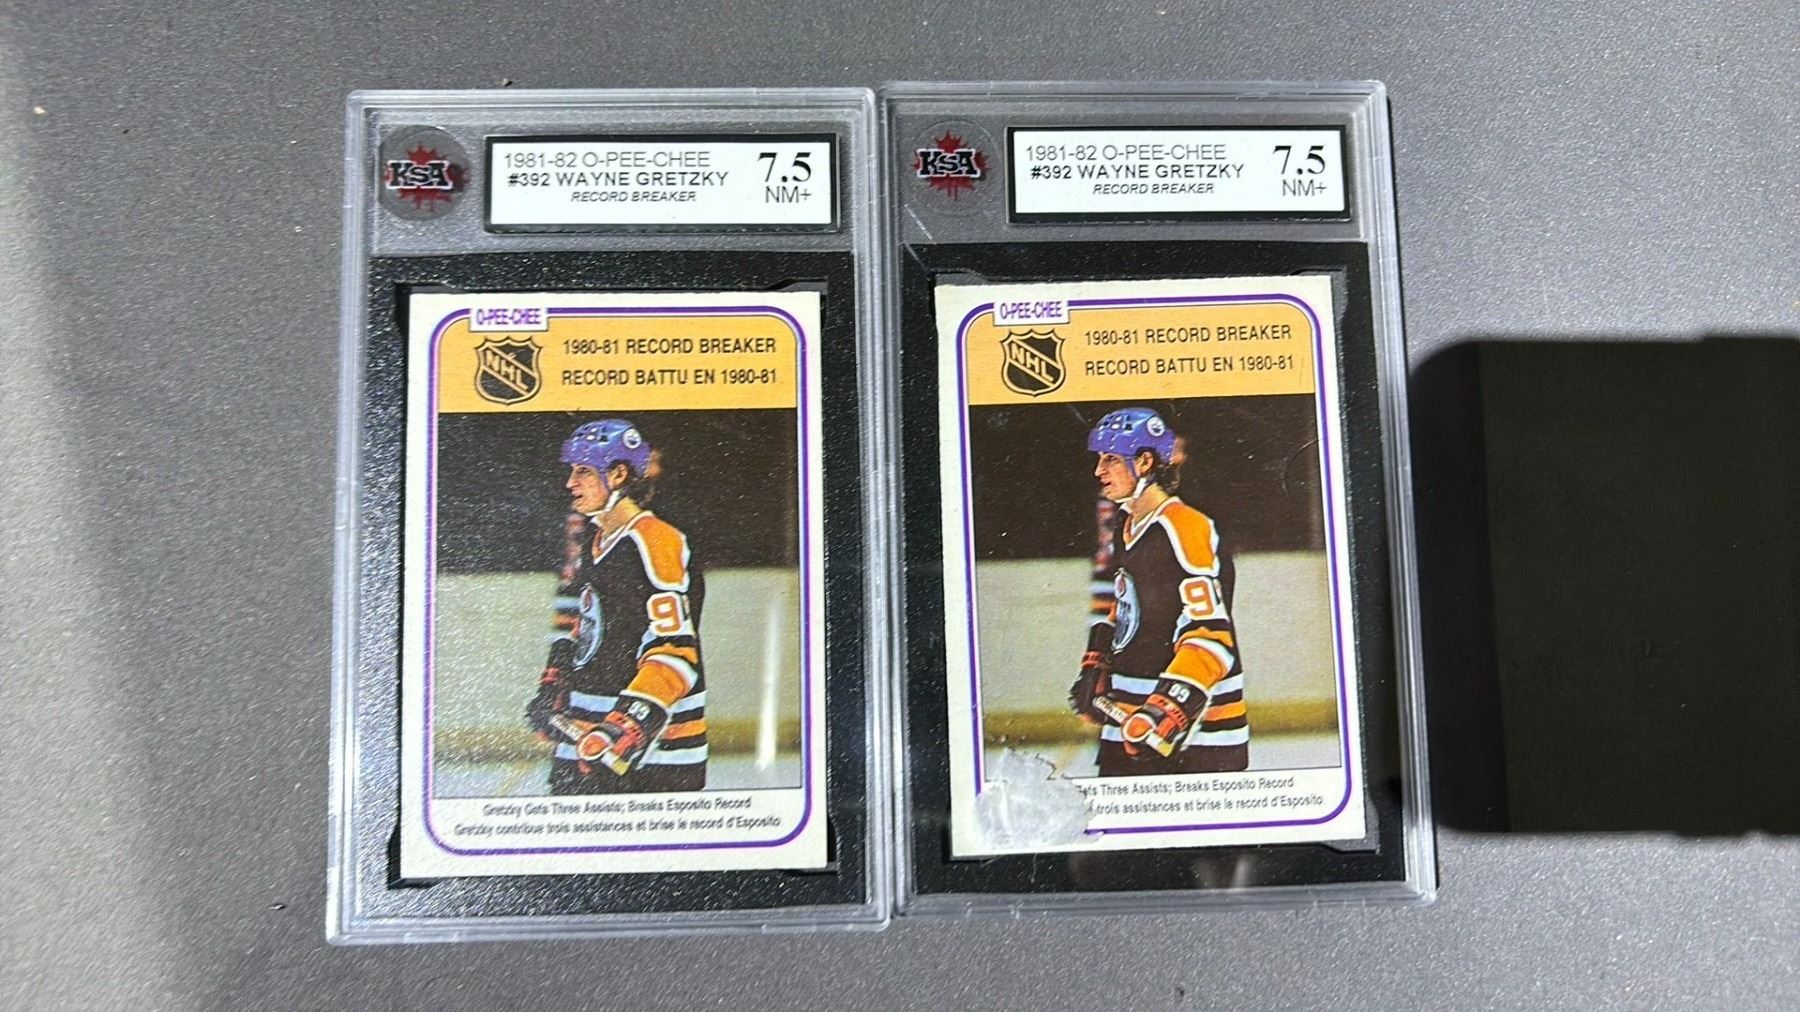 KSA
1981-82 O-PEE-CHEE
#392 WAYNE GRETZKY
RECORD BREAKER
7.5
NM+
O-PEE-CHEE
NHL
1980-81 RECORD BREAKER
RECORD BATTU EN 1980-81
9
99
Gretzky Gets Three Assists; Breaks Esposito Record
Gretzky contribue trois assistances et brise le record d'Esposito
KSA
1981-82 O-PEE-CHEE
#392 WAYNE GRETZKY
RECORD BREAKER
7.5
NM+
O-PEE-CHEE
NHL
1980-81 RECORD BREAKER
RECORD BATTU EN 1980-81
9
99
Three Assists; Breaks Esposito Record
trois assistances et brise le record d'Esposito